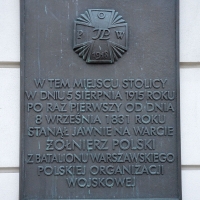 P O W
W TEM MIEJSCU STOLICY
W DNIU 5 SIERPNIA 1915 ROKU
PO RAZ PIERWSZY OD DNIA
8 WRZEŚNIA 1831 ROKU
STANĄŁ JAWNIE NA WARCIE
ŻOŁNIERZ POLSKI
Z BATALIONU WARSZAWSKIEGO
POLSKIEJ ORGANIZACJI
WOJSKOWEJ